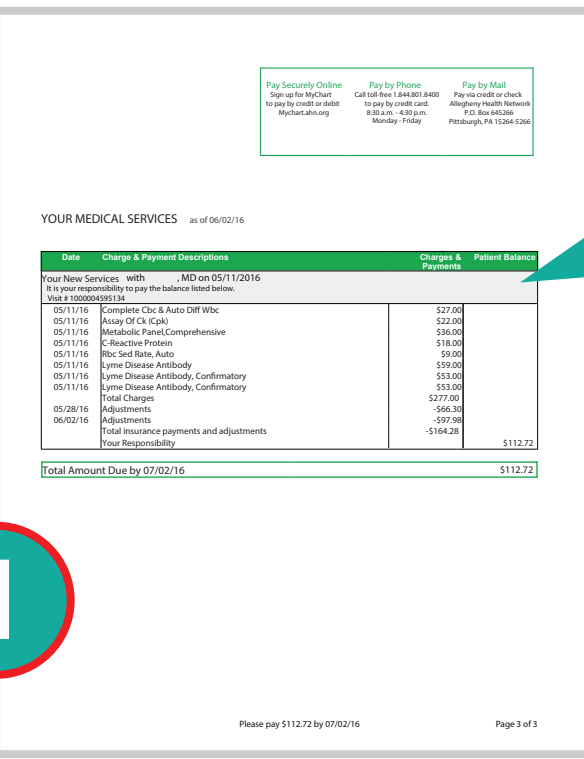 Pay Securely Online
Sign up for MyChart
to pay by credit or debit
Mychart.ahn.org
Pay by Phone
Call toll-free 1.844.801.8400
to pay by credit card.
8:30 a.m. - 4:30 p.m.
Monday - Friday
Pay by Mail
Pay via credit or check
Allegheny Health Network
P.O. Box 645266
Pittsburgh, PA 15264-5266
YOUR MEDICAL SERVICES as of 06/02/16
Date Charge & Payment Descriptions Charges & Payments Patient Balance
Your New Services with , MD on 05/11/2016
It is your responsibility to pay the balance listed below.
Visit # 1000004595134
05/11/16 Complete Cbc & Auto Diff Wbc $27.00
05/11/16 Assay Of Ck (Cpk) $22.00
05/11/16 Metabolic Panel,Comprehensive $36.00
05/11/16 C-Reactive Protein $18.00
05/11/16 Rbc Sed Rate, Auto $9.00
05/11/16 Lyme Disease Antibody $59.00
05/11/16 Lyme Disease Antibody, Confirmatory $53.00
05/11/16 Lyme Disease Antibody, Confirmatory $53.00
Total Charges $277.00
05/28/16 Adjustments -$66.30
06/02/16 Adjustments -$97.98
Total insurance payments and adjustments -$164.28
Your Responsibility $112.72
Total Amount Due by 07/02/16 $112.72
Please pay $112.72 by 07/02/16 Page 3 of 3